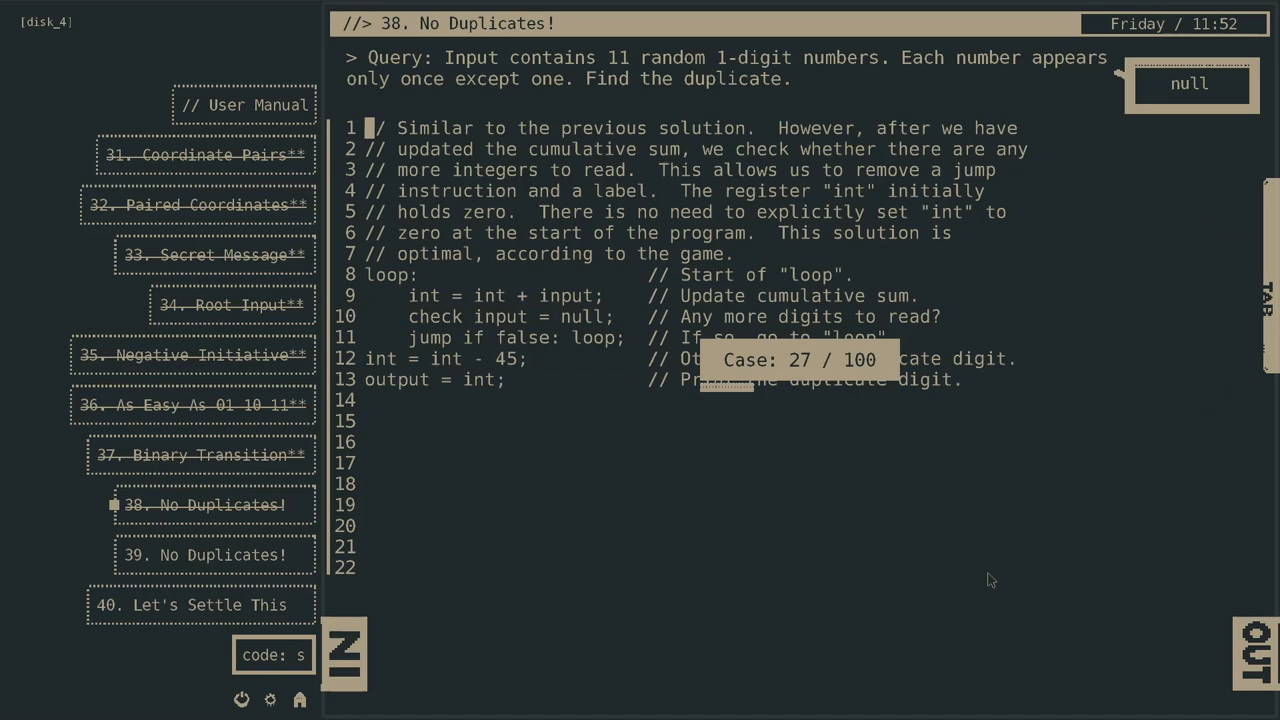 [disk_4]
//> 38. No Duplicates!
Friday / 11:52
> Query: Input contains 11 random 1-digit numbers. Each number appears
only once except one. Find the duplicate.
null
// User Manual
31. Coordinate Pairs**
32. Paired Coordinates**
33. Secret Message**
34. Root Input**
35. Negative Initiative**
36. As Easy As 01 10 11**
37. Binary Transition**
38. No Duplicates!
39. No Duplicates!
40. Let's Settle This
code: s
1 // Similar to the previous solution.  However, after we have
2 // updated the cumulative sum, we check whether there are any
3 // more integers to read.  This allows us to remove a jump
4 // instruction and a label.  The register "int" initially
5 // holds zero.  There is no need to explicitly set "int" to
6 // zero at the start of the program.  This solution is
7 // optimal, according to the game.
8 loop:                      // Start of "loop".
9     int = int + input;    // Update cumulative sum.
10     check input = null;   // Any more digits to read?
11     jump if false: loop;  // If so, go to "loop"
12 int = int - 45;           // digit.
13 output = int;             // duplicate digit.
14
15
16
17
18
19
20
21
22
Case: 27 / 100
TAB
IN
OUT